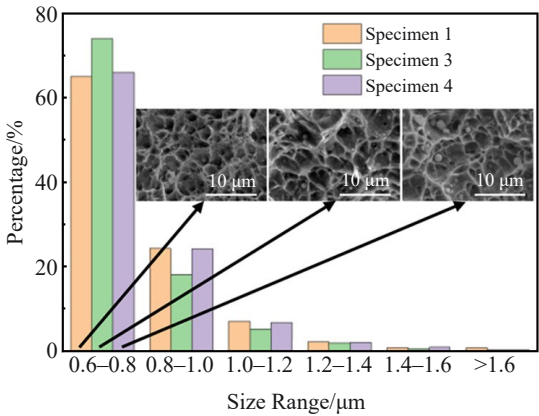 80
60
40
20
0
Percentage/%
Specimen 1
Specimen 3
Specimen 4
10 μm
10 μm
10 μm
0.6–0.8
0.8–1.0
1.0–1.2
1.2–1.4
1.4–1.6
>1.6
Size Range/μm